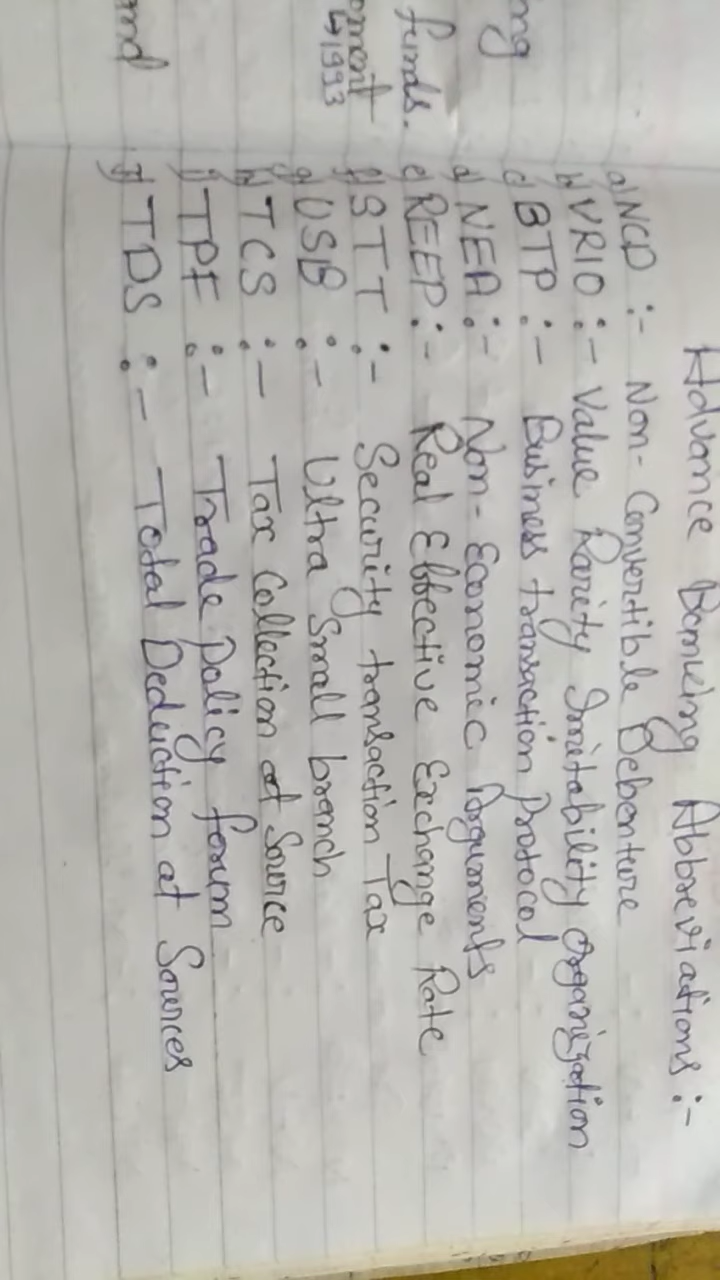 Advance Banking Abbreviations :-
a) NCD :- Non-Convertible Debenture
b) VRIO :- Value Rarity Imitability Organization
c) BTP :- Business transaction Protocol
d) NEA :- Non-Economic Arguments
e) REEP :- Real Effective Exchange Rate
f) STT :- Security transaction Tax
g) USB :- Ultra Small branch
h) TCS :- Tax Collection at Source
i) TPF :- Trade Policy forum
j) TDS :- Total Deduction at Sources
ng
funds.
oment
↳1993
and